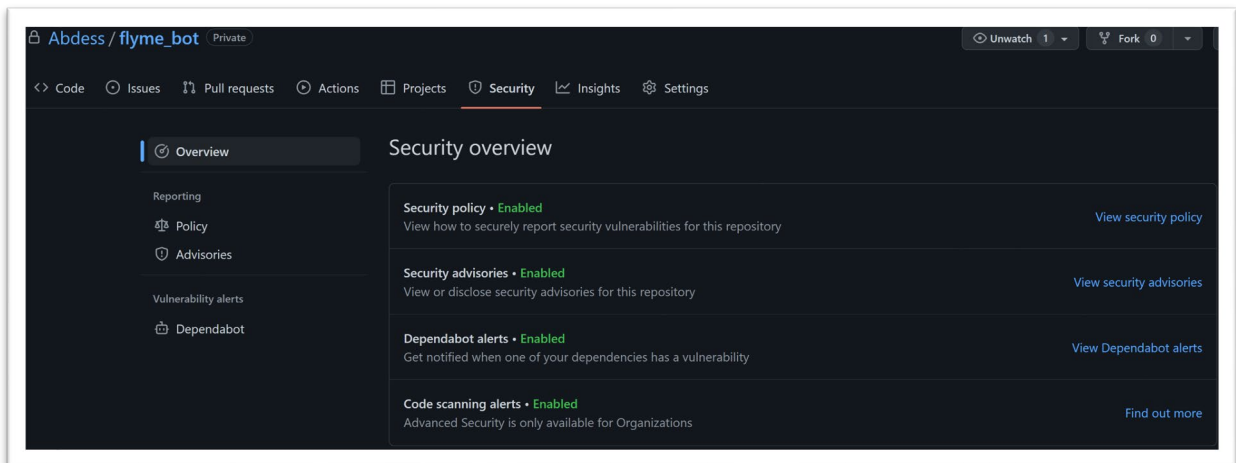 Abdess / flyme_bot Private
Unwatch 1
Fork 0
<> Code Issues Pull requests Actions Projects Security Insights Settings
Overview
Reporting
Policy
Advisories
Vulnerability alerts
Dependabot
Security overview
Security policy • Enabled
View how to securely report security vulnerabilities for this repository
View security policy
Security advisories • Enabled
View or disclose security advisories for this repository
View security advisories
Dependabot alerts • Enabled
Get notified when one of your dependencies has a vulnerability
View Dependabot alerts
Code scanning alerts • Enabled
Advanced Security is only available for Organizations
Find out more